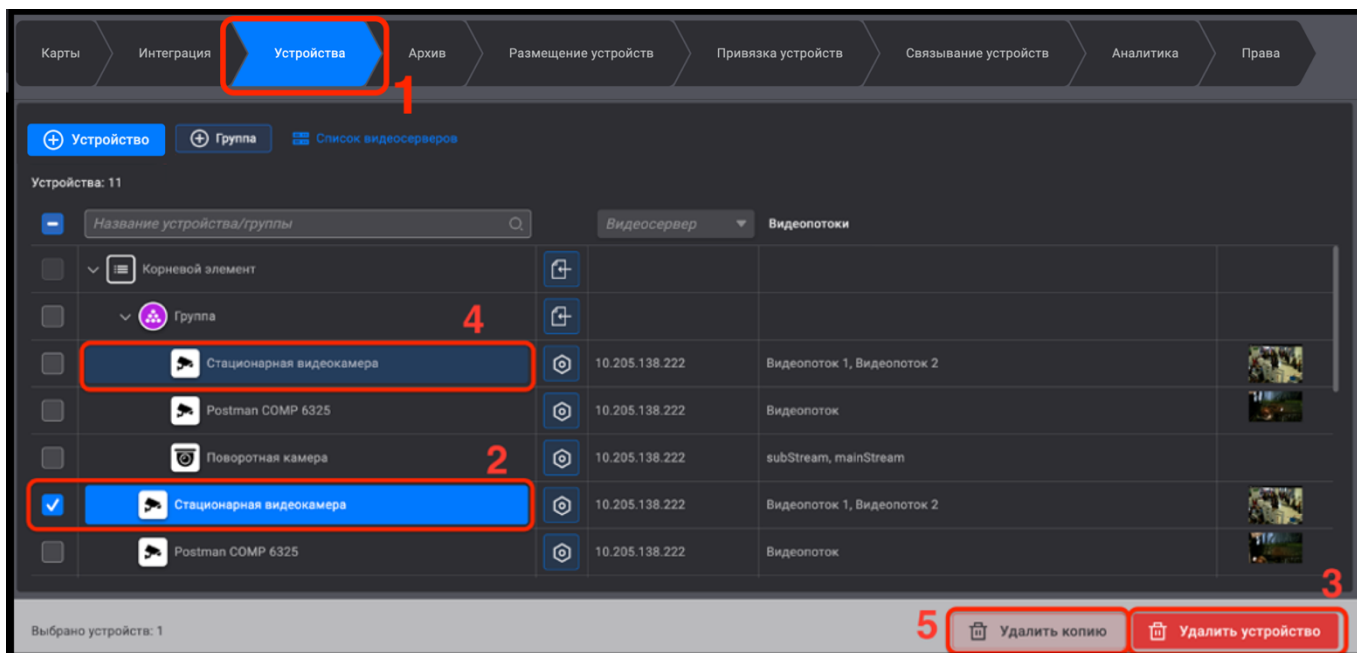 Карты Интеграция Устройства Архив Размещение устройств Привязка устройств Связывание устройств Аналитика Права
1
Устройство Группа Список видеосерверов
Устройства: 11
Название устройства/группы Видеосервер Видеопотоки
Корневой элемент
Группа 4
Стационарная видеокамера 10.205.138.222 Видеопоток 1, Видеопоток 2
Postman COMP 6325 10.205.138.222 Видеопоток
Поворотная камера 2 10.205.138.222 subStream, mainStream
Стационарная видеокамера 10.205.138.222 Видеопоток 1, Видеопоток 2
Postman COMP 6325 10.205.138.222 Видеопоток
3
Выбрано устройств: 1 5 Удалить копию Удалить устройство